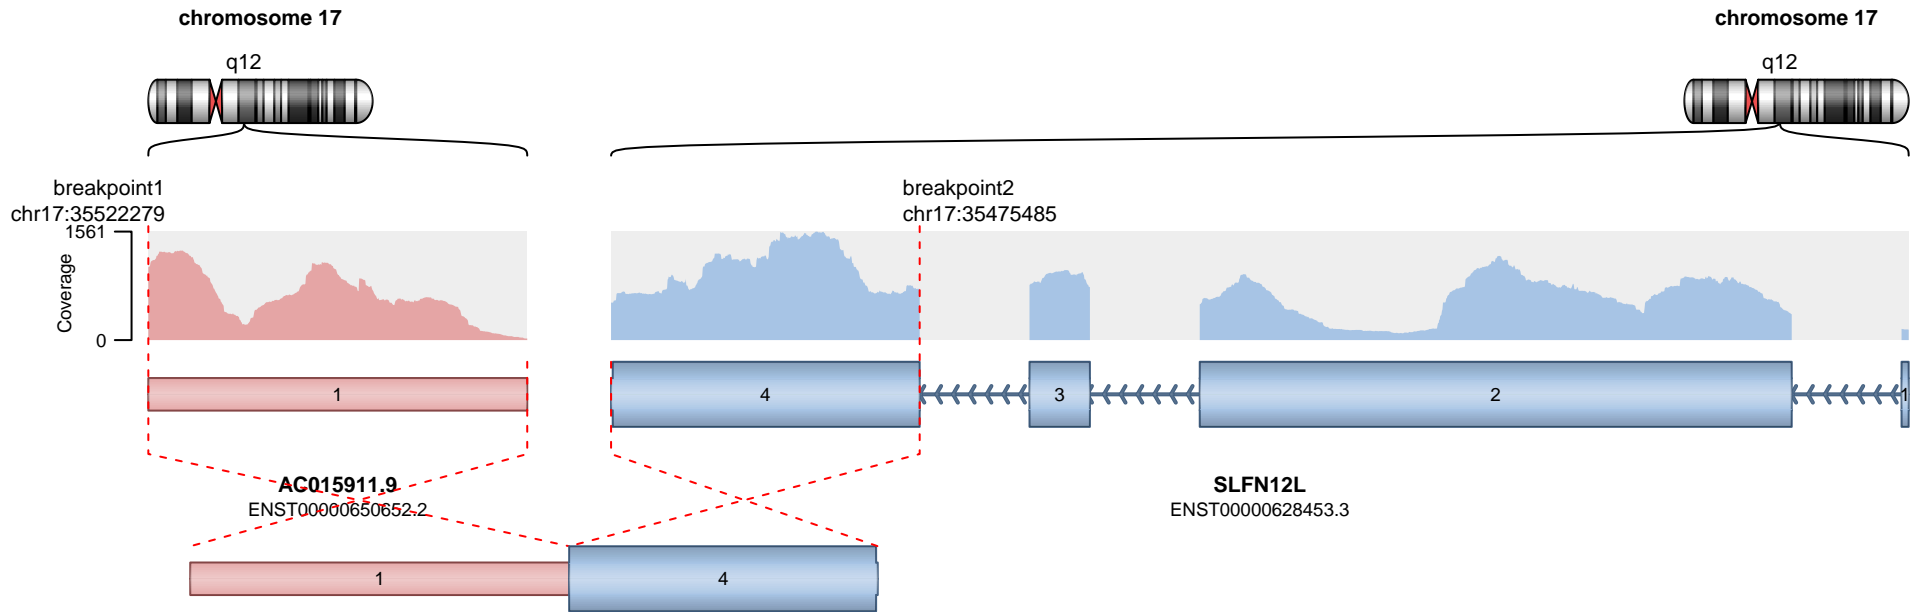 chromosome 17
chromosome 17
q12
q12
breakpoint1
chr17:35522279
breakpoint2
chr17:35475485
1561
Coverage
0
1
4
3
2
1
AC015911.9
ENST00000650652.2
SLFN12L
ENST00000628453.3
1
4